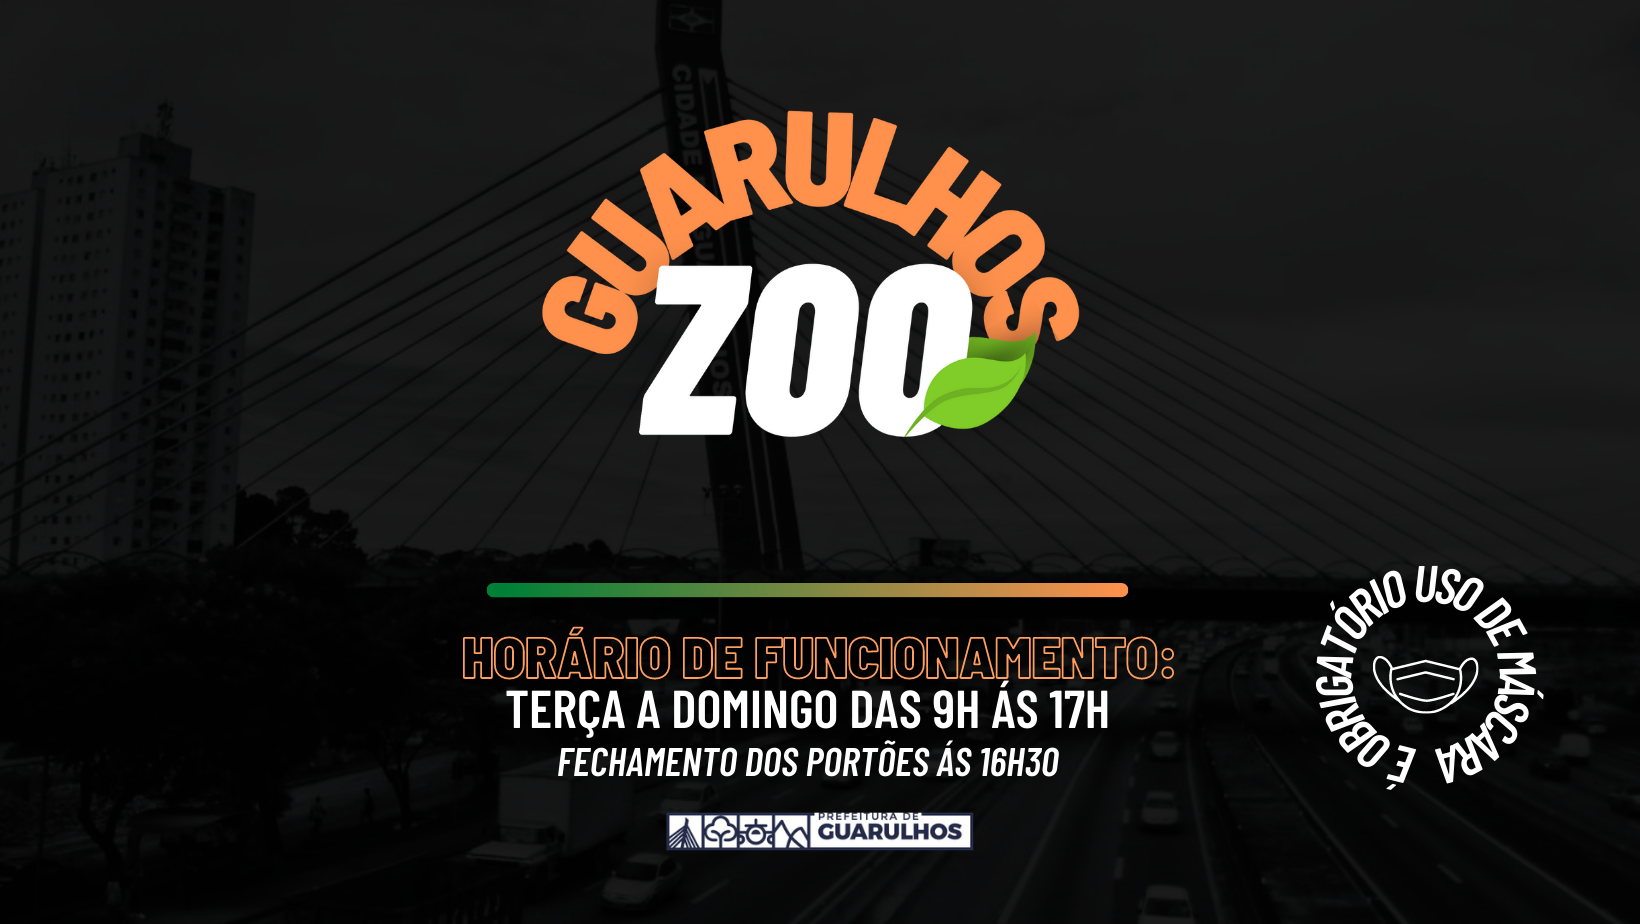 GUARULHOS
ZOO
HORÁRIO DE FUNCIONAMENTO:
TERÇA A DOMINGO DAS 9H ÁS 17H
FECHAMENTO DOS PORTÕES ÁS 16H30
É OBRIGATÓRIO USO DE MÁSCARA
PREFEITURA DE
GUARULHOS
CIDADE